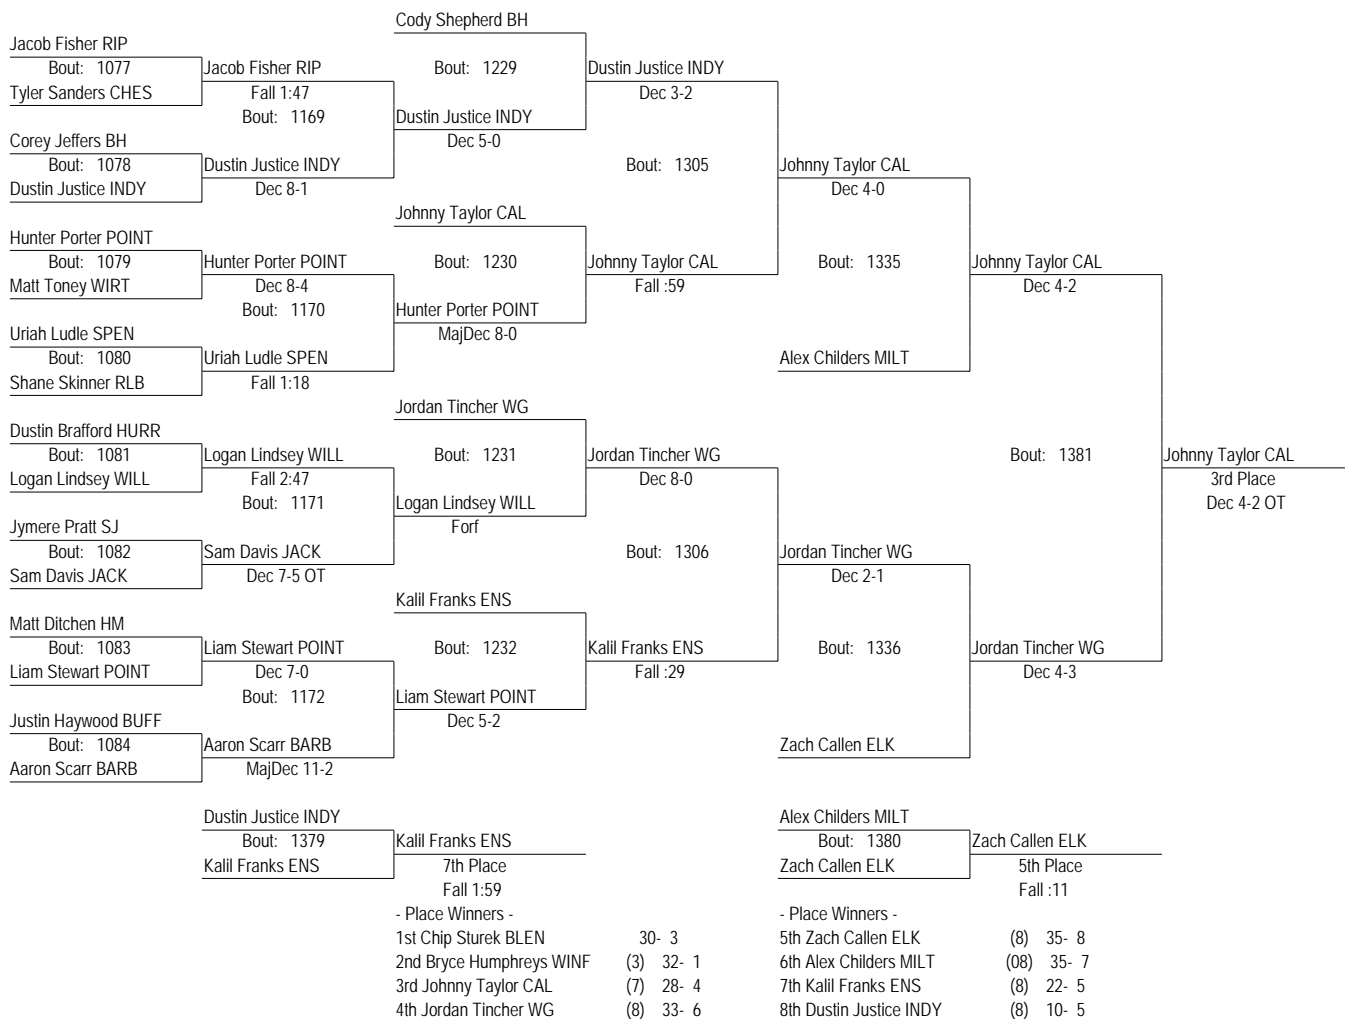 Cody Shepherd BH
Jacob Fisher RIP
Bout: 1077
Jacob Fisher RIP
Bout: 1229
Dustin Justice INDY
Tyler Sanders CHES
Fall 1:47
Dec 3-2
Bout: 1169
Dustin Justice INDY
Corey Jeffers BH
Dec 5-0
Bout: 1078
Dustin Justice INDY
Bout: 1305
Johnny Taylor CAL
Dustin Justice INDY
Dec 8-1
Dec 4-0
Johnny Taylor CAL
Hunter Porter POINT
Bout: 1079
Hunter Porter POINT
Bout: 1230
Johnny Taylor CAL
Bout: 1335
Johnny Taylor CAL
Matt Toney WIRT
Dec 8-4
Fall :59
Dec 4-2
Bout: 1170
Hunter Porter POINT
Uriah Ludle SPEN
MajDec 8-0
Bout: 1080
Uriah Ludle SPEN
Alex Childers MILT
Shane Skinner RLB
Fall 1:18
Jordan Tincher WG
Dustin Brafford HURR
Bout: 1081
Logan Lindsey WILL
Bout: 1231
Jordan Tincher WG
Bout: 1381
Johnny Taylor CAL
Logan Lindsey WILL
Fall 2:47
Dec 8-0
3rd Place
Bout: 1171
Logan Lindsey WILL
Dec 4-2 OT
Jymere Pratt SJ
Forf
Bout: 1082
Sam Davis JACK
Bout: 1306
Jordan Tincher WG
Sam Davis JACK
Dec 7-5 OT
Dec 2-1
Kalil Franks ENS
Matt Ditchen HM
Bout: 1083
Liam Stewart POINT
Bout: 1232
Kalil Franks ENS
Bout: 1336
Jordan Tincher WG
Liam Stewart POINT
Dec 7-0
Fall :29
Dec 4-3
Bout: 1172
Liam Stewart POINT
Justin Haywood BUFF
Dec 5-2
Bout: 1084
Aaron Scarr BARB
Zach Callen ELK
Aaron Scarr BARB
MajDec 11-2
Dustin Justice INDY
Alex Childers MILT
Bout: 1379
Kalil Franks ENS
Bout: 1380
Zach Callen ELK
Kalil Franks ENS
7th Place
Zach Callen ELK
5th Place
Fall 1:59
Fall :11
- Place Winners -
1st Chip Sturek BLEN 30- 3
2nd Bryce Humphreys WINF (3) 32- 1
3rd Johnny Taylor CAL (7) 28- 4
4th Jordan Tincher WG (8) 33- 6
- Place Winners -
5th Zach Callen ELK (8) 35- 8
6th Alex Childers MILT (08) 35- 7
7th Kalil Franks ENS (8) 22- 5
8th Dustin Justice INDY (8) 10- 5